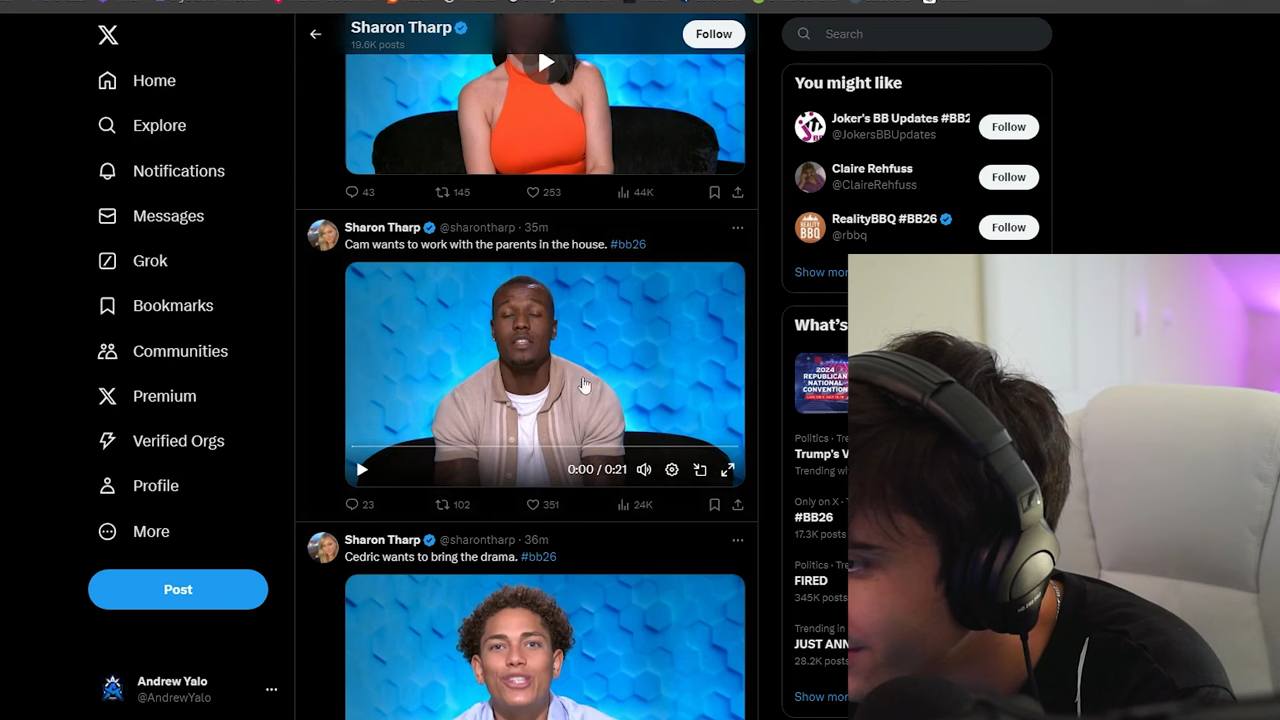 Sharon Tharp
19.6K posts
Follow
Search
Home
Explore
Notifications
Messages
Grok
Bookmarks
Communities
Premium
Verified Orgs
Profile
More
Post
Andrew Yalo
@AndrewYalo
43 145 253 44K
Sharon Tharp @sharontharp · 35m
Cam wants to work with the parents in the house. #bb26
0:00 / 0:21
23 102 351 24K
Sharon Tharp @sharontharp · 36m
Cedric wants to bring the drama. #bb26
You might like
Joker's BB Updates #BB2
@JokersBBUpdates
Follow
Claire Rehfuss
@ClaireRehfuss
Follow
RealityBBQ #BB26
@rbbq
Follow
Show mor
What's
2024
REPUBLICAN
NATIONAL
CONVENTION
Politics · Tre
Trump's V
Trending wi
Only on X · T
#BB26
17.3K posts
Politics · Tre
FIRED
345K posts
Trending in
JUST ANN
28.2K posts
Show mor